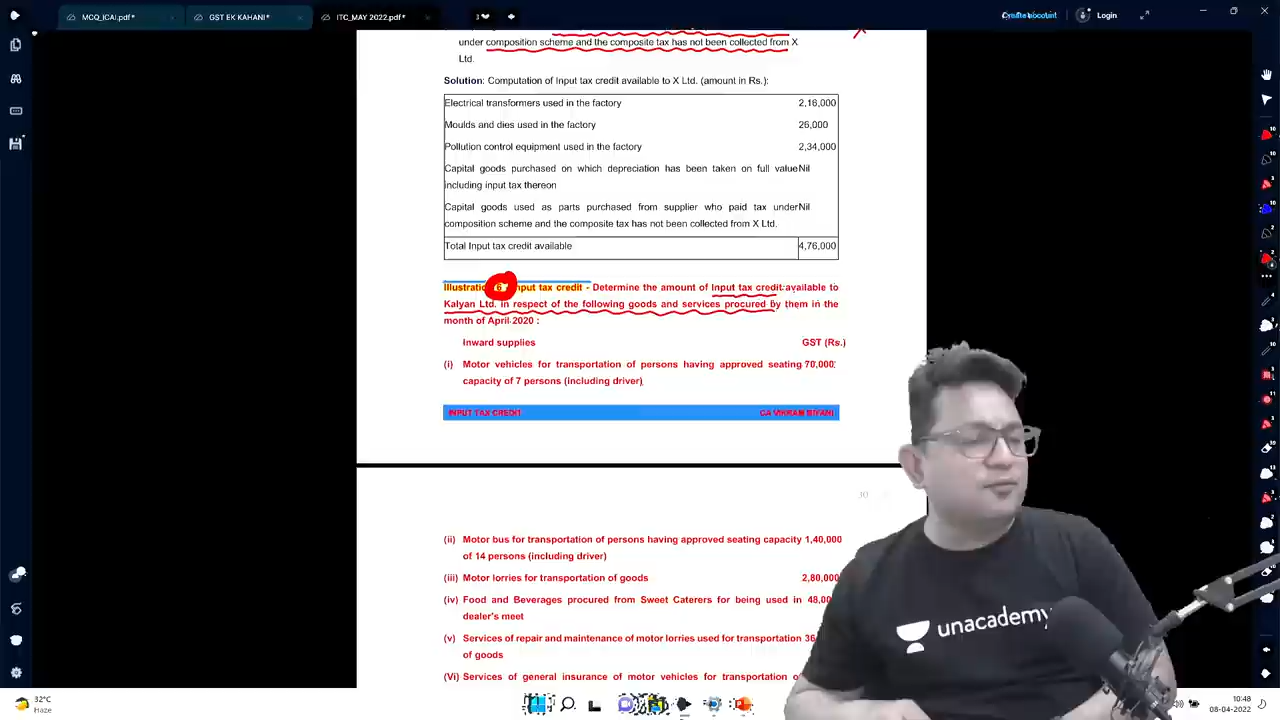 MCQ_ICAI.pdf*
GST EK KAHANI*
ITC_MAY 2022.pdf*
Login
under composition scheme and the composite tax has not been collected from X
Ltd.
Solution: Computation of Input tax credit available to X Ltd. (amount in Rs.):
Electrical transformers used in the factory 2,16,000
Moulds and dies used in the factory 26,000
Pollution control equipment used in the factory 2,34,000
Capital goods purchased on which depreciation has been taken on full value Nil
including input tax thereon
Capital goods used as parts purchased from supplier who paid tax under Nil
composition scheme and the composite tax has not been collected from X Ltd.
Total Input tax credit available 4,76,000
input tax credit - Determine the amount of Input tax credit available to
Kalyan Ltd. in respect of the following goods and services procured by them in the
month of April 2020 :
Inward supplies GST (Rs.)
(i) Motor vehicles for transportation of persons having approved seating 70,000
capacity of 7 persons (including driver)
INPUT TAX CREDIT CA VIKRAM BIYANI
30
(ii) Motor bus for transportation of persons having approved seating capacity 1,40,000
of 14 persons (including driver)
(iii) Motor lorries for transportation of goods 2,80,000
(iv) Food and Beverages procured from Sweet Caterers for being used in
dealer's meet
(v) Services of repair and maintenance of motor lorries used for transportation
of goods
(Vi) Services of general insurance of motor vehicles for transportation
unacademy
32°C
Haze
10:48
08-04-2022